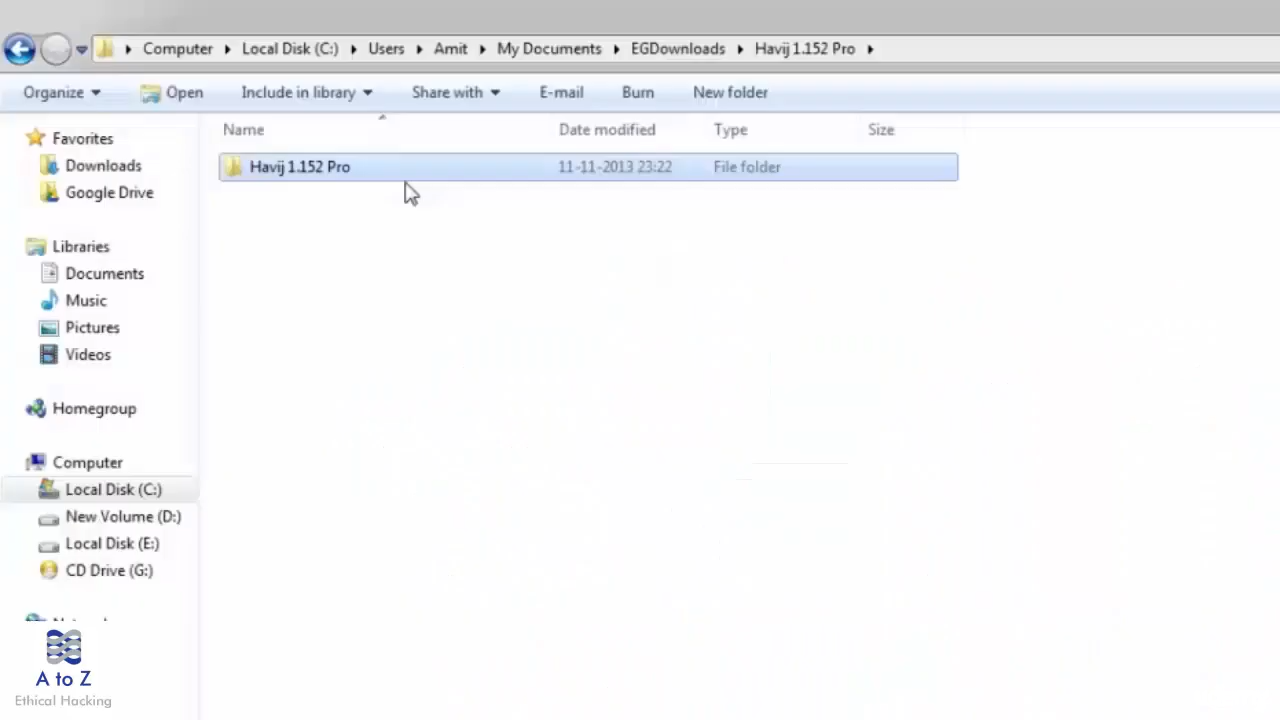 Computer Local Disk (C:) Users Amit My Documents EGDownloads Havij 1.152 Pro
Organize Open Include in library Share with E-mail Burn New folder
Name Date modified Type Size
Havij 1.152 Pro 11-11-2013 23:22 File folder
Favorites
Downloads
Google Drive
Libraries
Documents
Music
Pictures
Videos
Homegroup
Computer
Local Disk (C:)
New Volume (D:)
Local Disk (E:)
CD Drive (G:)
A to Z
Ethical Hacking